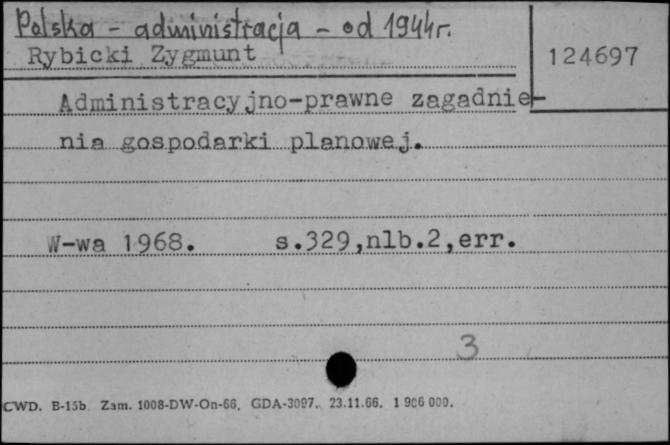 Polska - administracja - od 1944r.
Rybicki Zygmunt
124697
Administracyjno-prawne zagadnie-
nia gospodarki planowej.
W-wa 1968. s.329,nlb.2,err.
3
CWD. B-15b Zam. 1008-DW-On-66. GDA-3097. 23.11.66. 1 906 000.